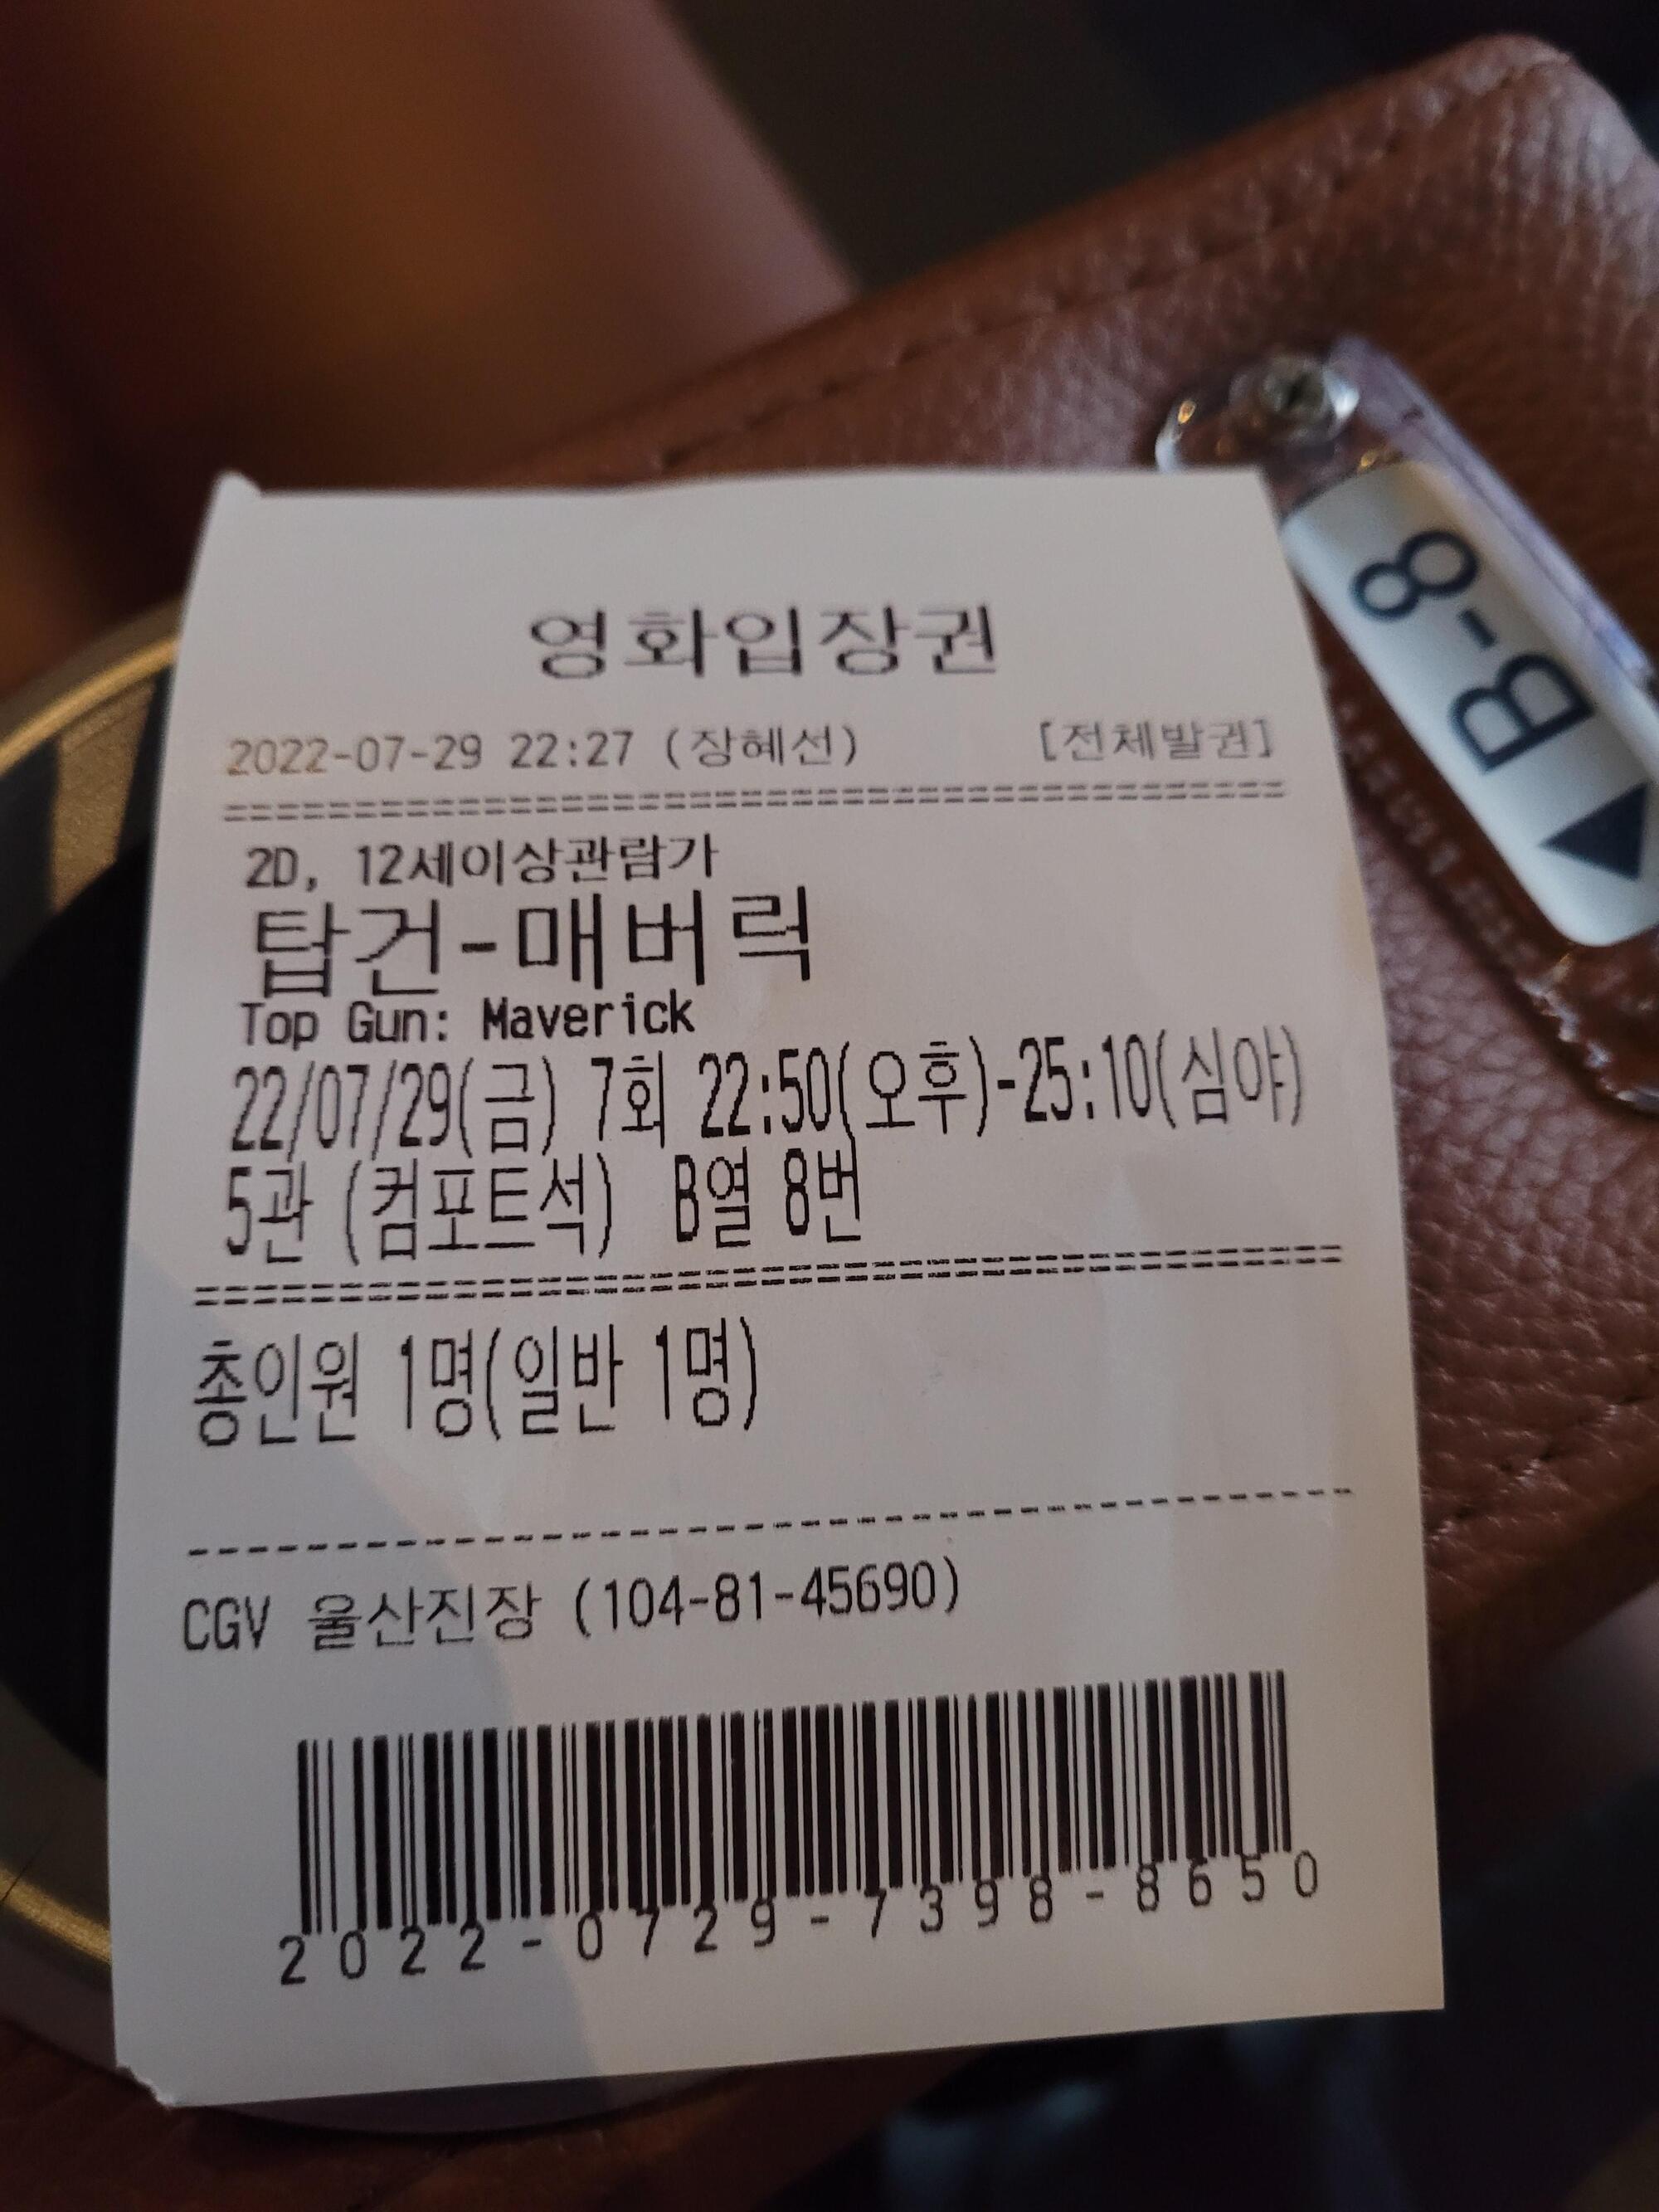 영화입장권
2022-07-29 22:27 (장혜선) [전체발권]
2D, 12세이상관람가
탑건-매버릭
Top Gun: Maverick
22/07/29(금) 7회 22:50(오후)-25:10(심야)
5관 (컴포트석) B열 8번
총인원 1명(일반 1명)
CGV 울산진장 (104-81-45690)
2022-0729-7398-8650
◀B-8